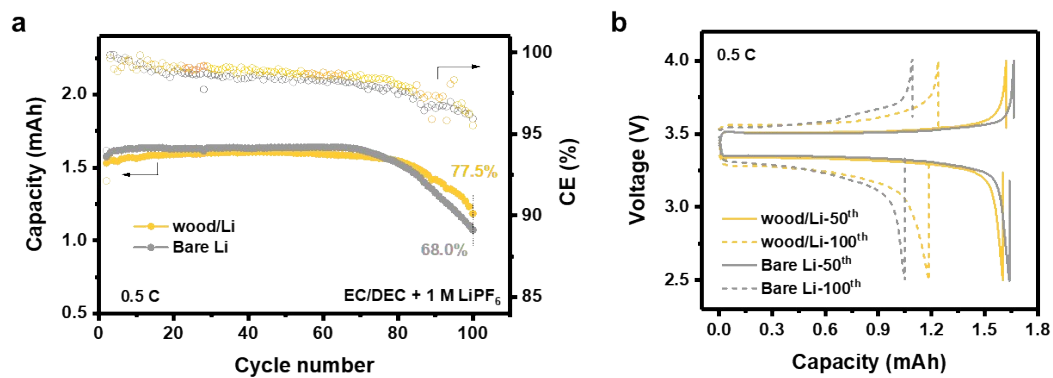 a
Capacity (mAh)
2.5
2.0
1.5
1.0
0.5
100
95
90
85
CE (%)
77.5%
68.0%
wood/Li
Bare Li
0.5 C
EC/DEC + 1 M LiPF₆
0
20
40
60
80
100
Cycle number
b
Voltage (V)
4.0
3.5
3.0
2.5
0.5 C
wood/Li-50ᵗʰ
wood/Li-100ᵗʰ
Bare Li-50ᵗʰ
Bare Li-100ᵗʰ
0.0
0.3
0.6
0.9
1.2
1.5
1.8
Capacity (mAh)